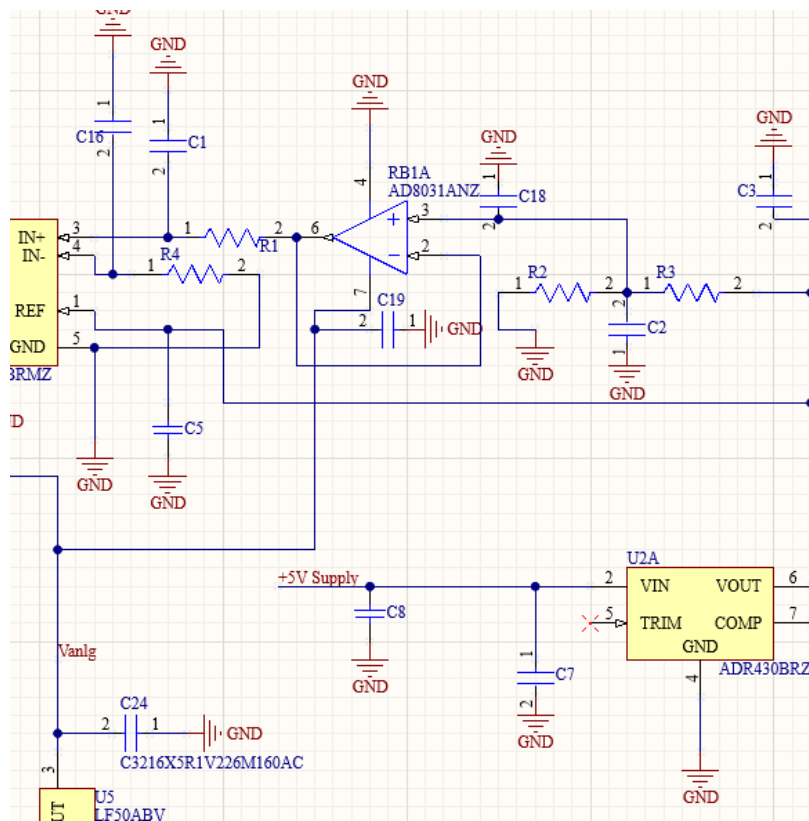 GND
GND
1
C16
2
1
C1
2
GND
4
RB1A
AD8031ANZ
GND
1
C18
2
GND
1
C3
2
IN+
3
1
R1
2
6
+
3
IN-
4
1
R4
2
-
2
7
REF
1
C19
2
1
GND
1
R2
2
1
R3
2
2
C2
1
GND
GND
GND
5
BRMZ
GND
C5
GND
GND
+5V Supply
C8
GND
1
C7
2
GND
U2A
2
VIN
VOUT
6
5
TRIM
COMP
7
GND
4
ADR430BRZ
GND
Vanlg
C24
2
1
GND
C3216X5R1V226M160AC
3
U5
UT
LF50ABV